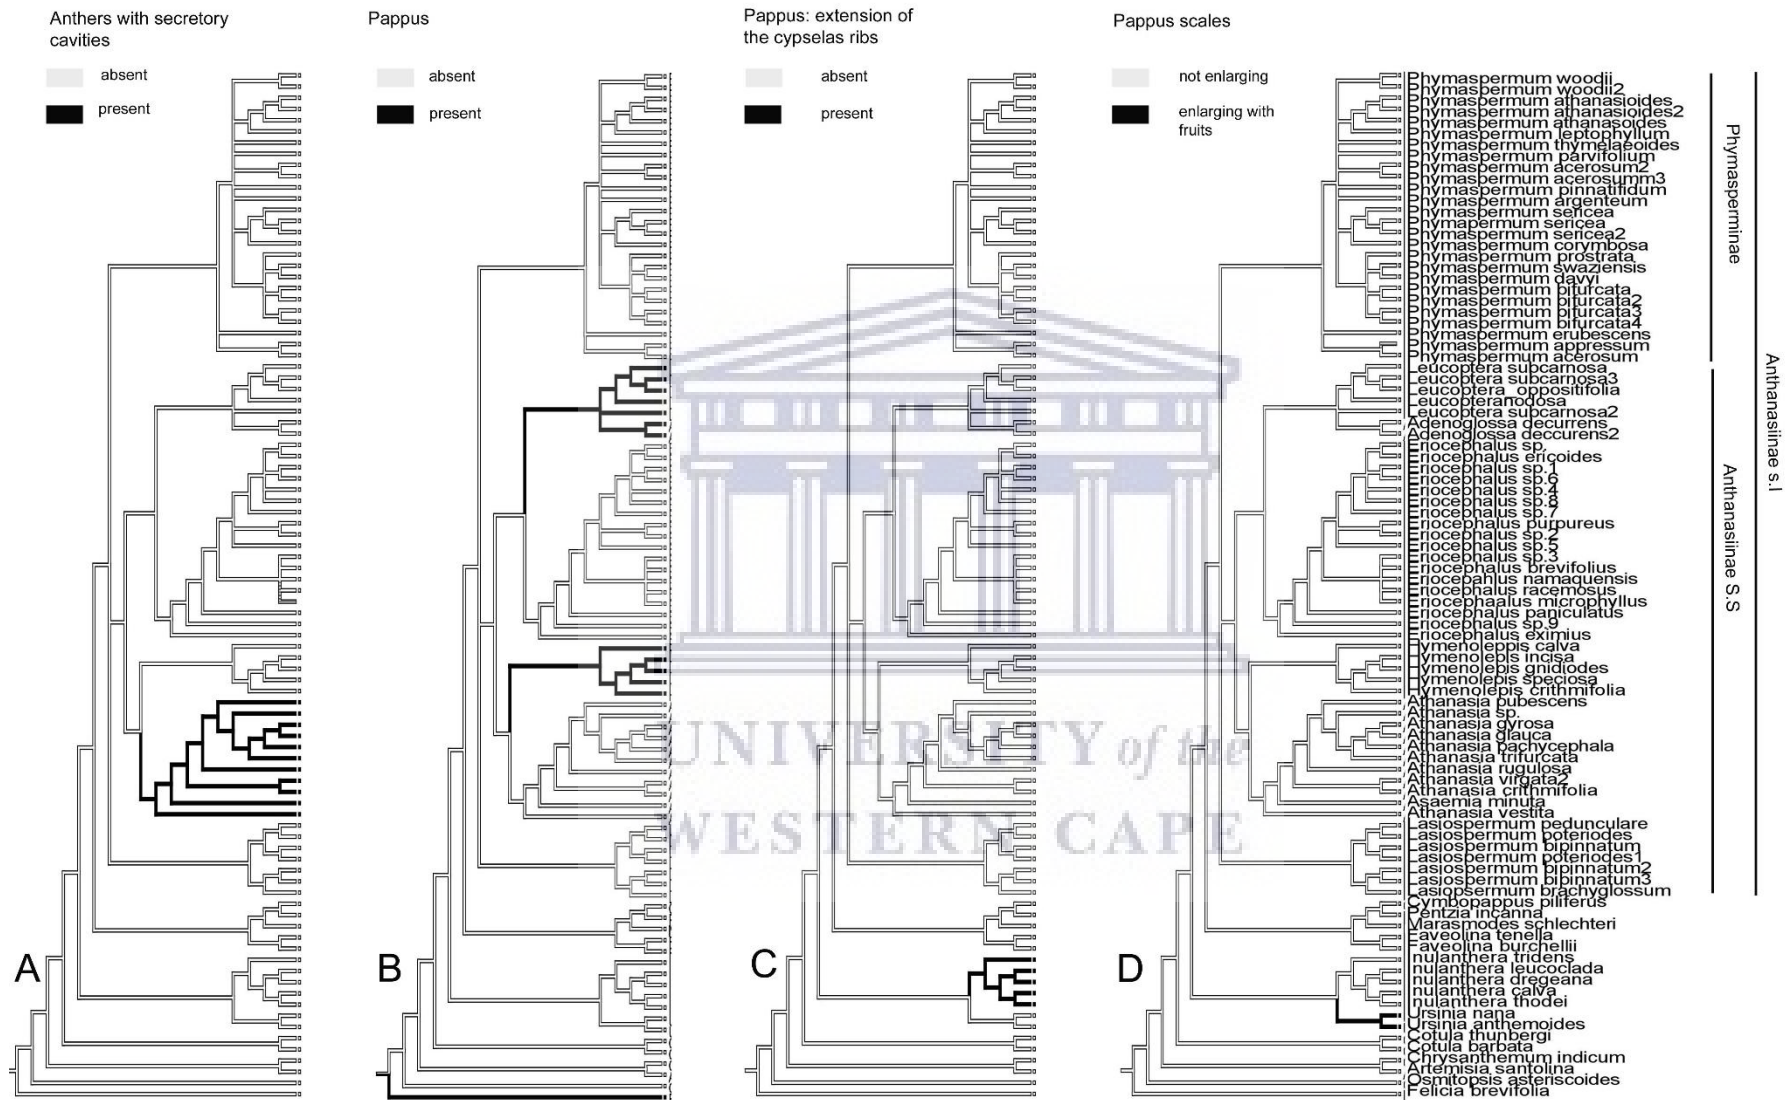 Anthers with secretory
cavities
absent
present
Pappus
absent
present
Pappus: extension of
the cypselas ribs
absent
present
Pappus scales
not enlarging
enlarging with
fruits
Phymaspermum woodii
Phymaspermum woodii2
Phymaspermum athanasioides
Phymaspermum athanasioides2
Phymaspermum athanasoides
Phymaspermum leptophyllum
Phymaspermum thymelaeoides
Phymaspermum parvifolium
Phymaspermum acerosum2
Phymaspermum acerosumm3
Phymaspermum pinnatifidum
Phymaspermum argenteum
Phymaspermum sericea
Phymapermum sericea
Phymaspermum sericea2
Phymaspermum corymbosa
Phymaspermum prostrata
Phymaspermum swaziensis
Phymaspermum davyi
Phymaspermum bifurcata
Phymaspermum bifurcata2
Phymaspermum bifurcata3
Phymaspermum bifurcata4
Phymaspermum erubescens
Phymaspermum appressum
Phymaspermum acerosum
Leucoptera subcarnosa
Leucoptera subcarnosa3
Leucoptera oppositifolia
Leucopteranodosa
Leucoptera subcarnosa2
Adenoglossa decurrens
Adenoglossa deccurens2
Eriocephalus sp.
Eriocephalus ericoides
Eriocephalus sp.1
Eriocephalus sp.6
Eriocephalus sp.4
Eriocephalus sp.8
Eriocephalus sp.7
Eriocephalus purpureus
Eriocephalus sp.2
Eriocephalus sp.5
Eriocephalus sp.3
Eriocephalus brevifolius
Eriocepahlus namaquensis
Eriocephalus racemosus
Eriocephaalus microphyllus
Eriocephalus paniculatus
Eriocephalus sp.9
Eriocephalus eximius
Hymenoleppis calva
Hymenolepis incisa
Hymenolepis gnidiodes
Hymenolepis speciosa
Hymenolepis crithmifolia
Athanasia pubescens
Athanasia sp.
Athanasia gyrosa
Athanasia glauca
Athanasia pachycephala
Athanasia trifurcata
Athanasia rugulosa
Athanasia virgata2
Athanasia crithmifolia
Asaemia minuta
Athanasia vestita
Lasiospermum pedunculare
Lasiospermum poteriodes
Lasiospermum bipinnatum
Lasiospermum poteriodes1
Lasiospermum bipinnatum2
Lasiospermum bipinnatum3
Lasiopsermum brachyglossum
Cymbopappus piliferus
Pentzia incanna
Marasmodes schlechteri
Faveolina tenella
Faveolina burchellii
Inulanthera tridens
Inulanthera leucoclada
Inulanthera dregeana
Inulanthera calva
Inulanthera thodei
Ursinia nana
Ursinia anthemoides
Cotula thunbergi
Cotula barbata
Chrysanthemum indicum
Artemisia santolina
Osmitopsis asteriscoides
Felicia brevifolia
Phymasperminae
Anthanasiinae S.S
Anthanasiinae s.l
A
B
C
D
UNIVERSITY of the
WESTERN CAPE